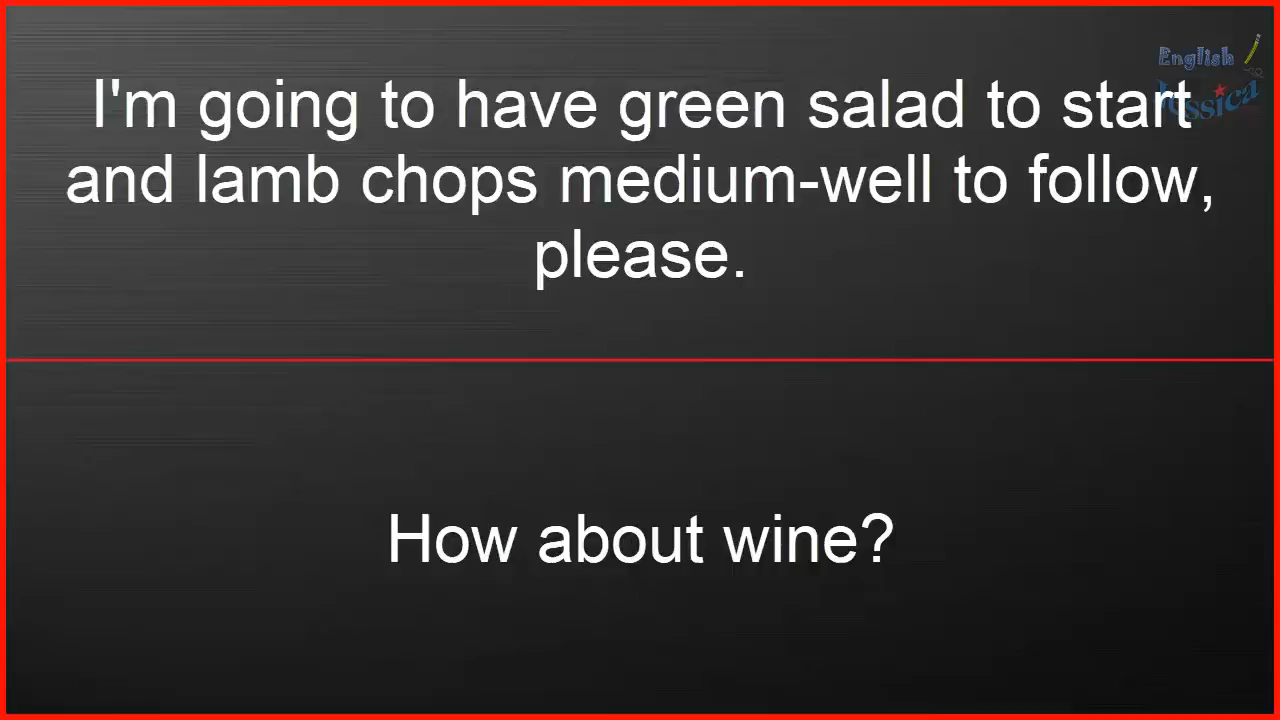 English
Jessica
I'm going to have green salad to start
and lamb chops medium-well to follow,
please.
How about wine?